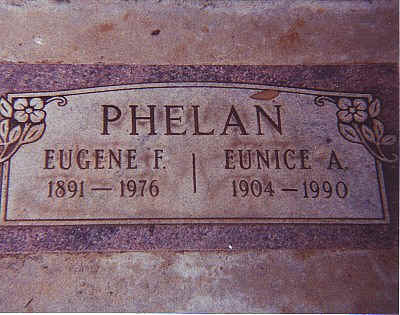 PHELAN
EUGENE F. | EUNICE A.
1891 — 1976 1904 — 1990